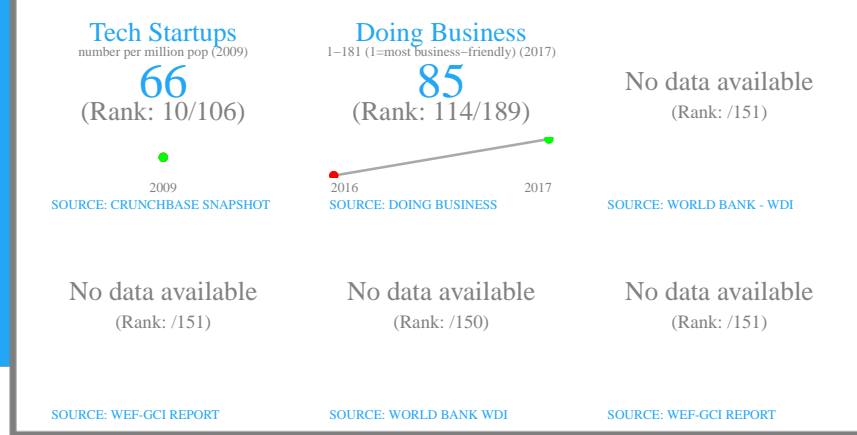 Tech Startups
number per million pop (2009)
66
(Rank: 10/106)
2009
SOURCE: CRUNCHBASE SNAPSHOT
Doing Business
1−181 (1=most business−friendly) (2017)
85
(Rank: 114/189)
2016 2017
SOURCE: DOING BUSINESS
No data available
(Rank: /151)
SOURCE: WORLD BANK - WDI
No data available
(Rank: /151)
SOURCE: WEF-GCI REPORT
No data available
(Rank: /150)
SOURCE: WORLD BANK WDI
No data available
(Rank: /151)
SOURCE: WEF-GCI REPORT